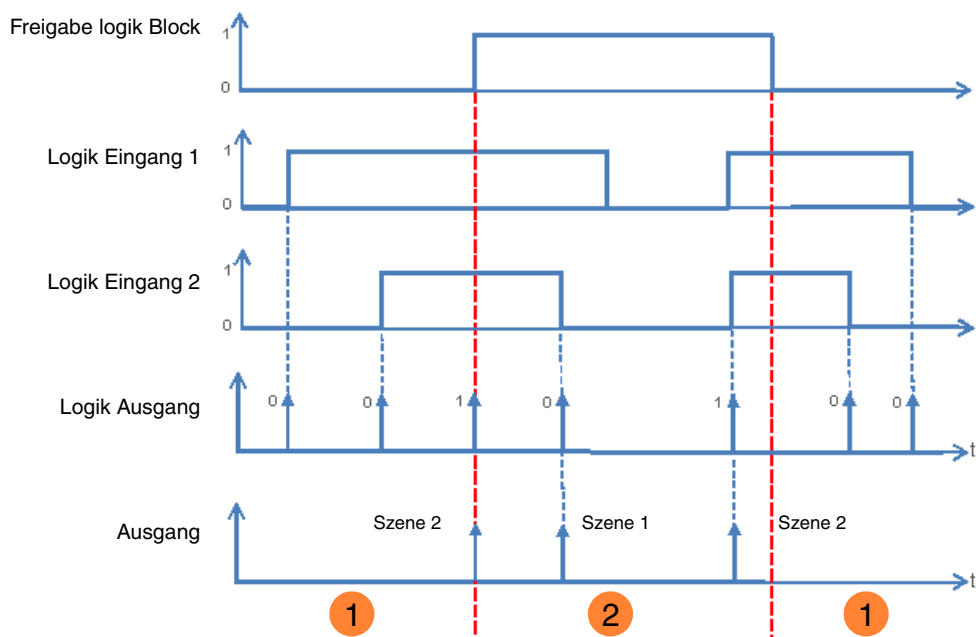 Freigabe logik Block
1
0
Logik Eingang 1
1
0
Logik Eingang 2
1
0
Logik Ausgang
0 0 1 0 1 0 0
t
Ausgang
Szene 2 Szene 1 Szene 2
t
1 2 1